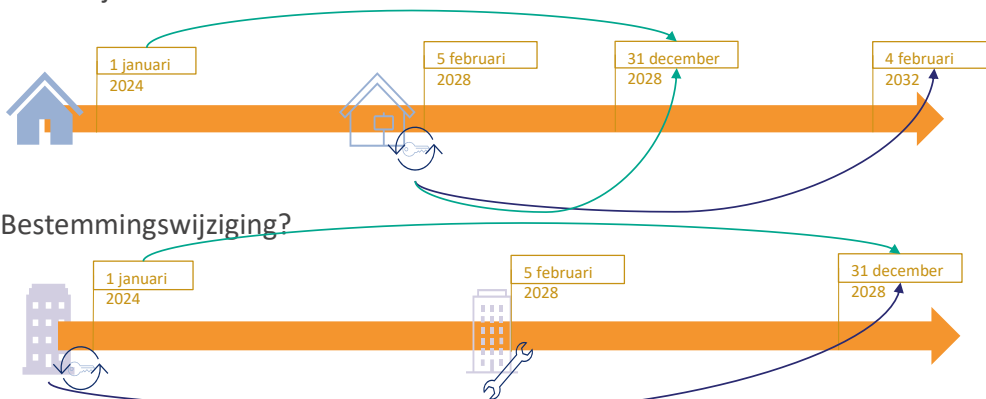 1 januari
2024
5 februari
2028
31 december
2028
4 februari
2032
Bestemmingswijziging?
1 januari
2024
5 februari
2028
31 december
2028